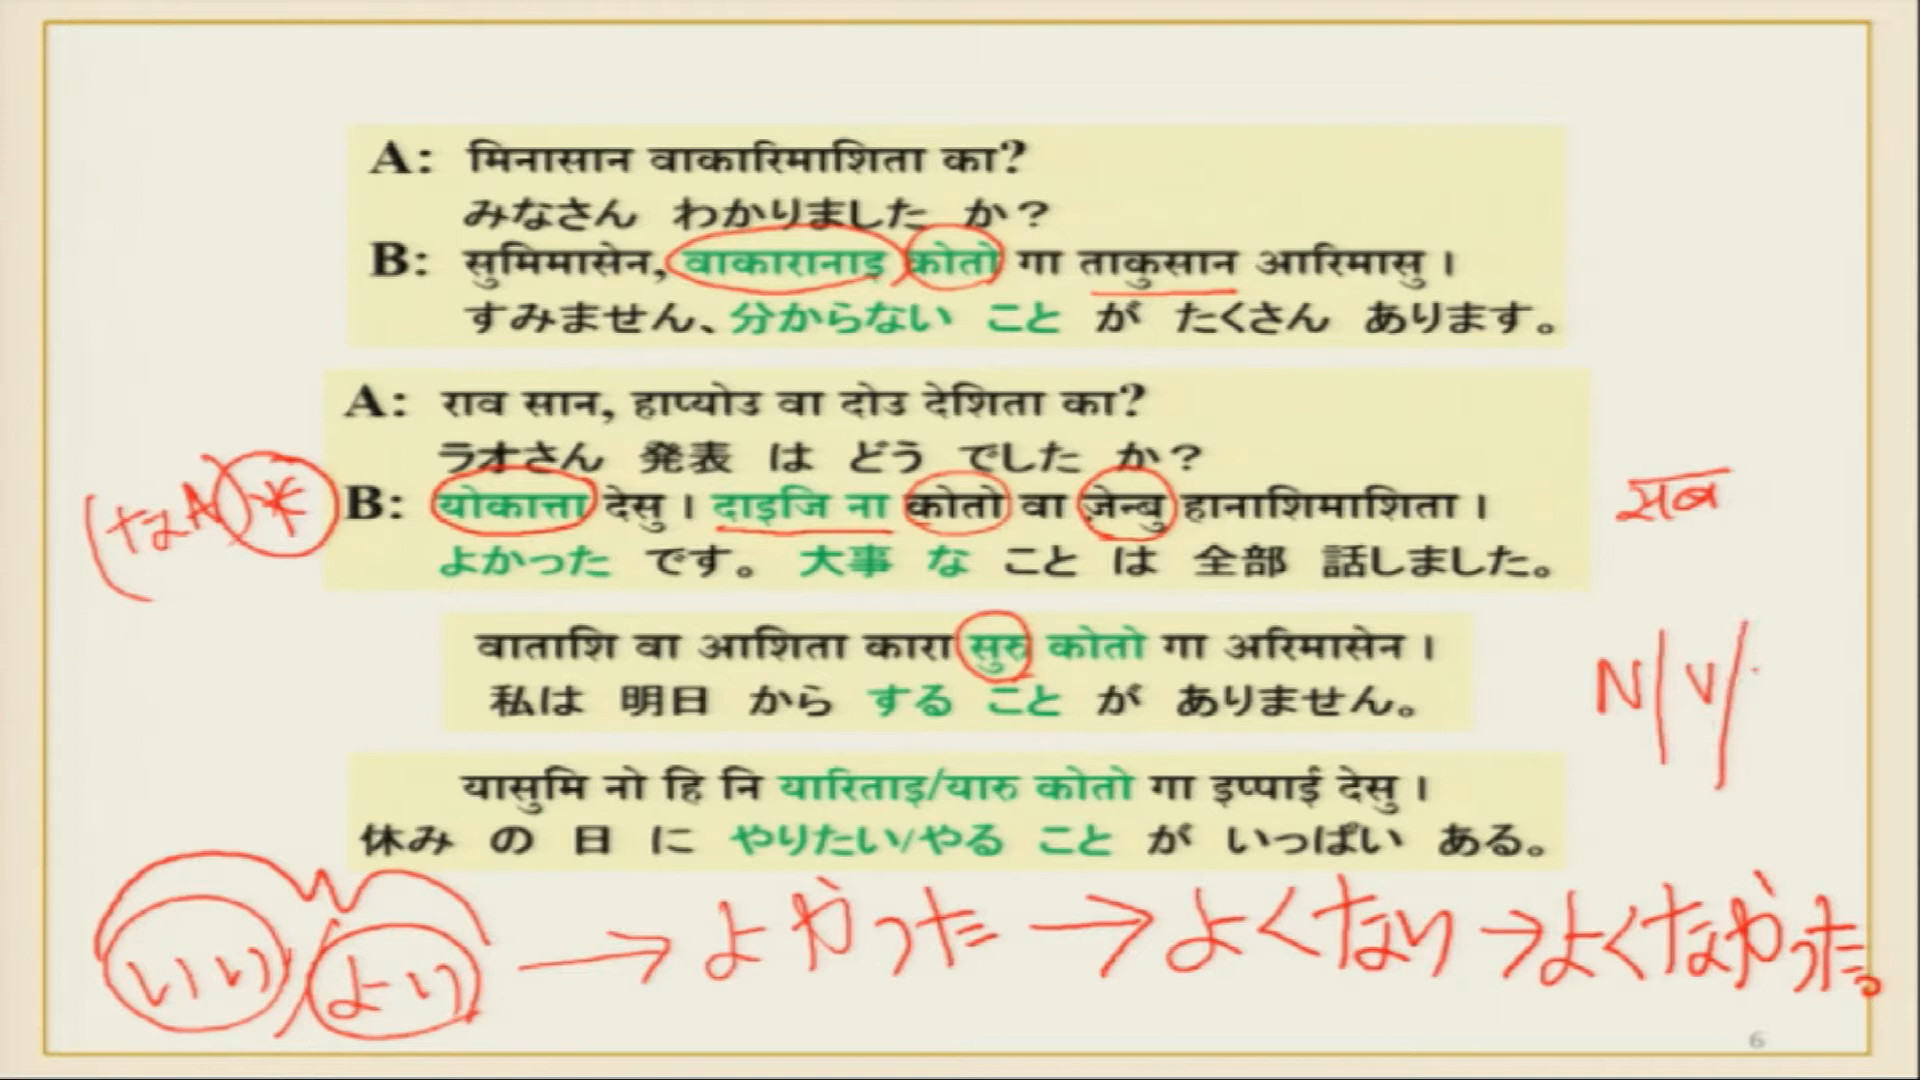 A: मिनासान वाकारिमाशिता का?
みなさん わかりました か？
B: सुमिमासेन, वाकारानाइ कोतो गा ताकुसान आरिमासु ।
すみません、分からない こと が たくさん あります。
A: राव सान, हाप्योउ वा दोउ देशिता का?
ラオさん 発表 は どう でした か？
(なA) *
B: योकात्ता देसु । दाइजि ना कोतो वा ज़ेन्बु हानाशिमाशिता ।
सब
よかった です。 大事 な こと は 全部 話しました。
वाताशि वा आशिता कारा सुरु कोतो गा अरिमासेन ।
N/V/
私は 明日 から する こと が ありません。
यासुमि नो हि नि यारिताइ/यारु कोतो गा इप्पाई देसु ।
休み の 日 に やりたい/やる こと が いっぱい ある。
いい/よい → よかった → よくない → よくなかった。
6